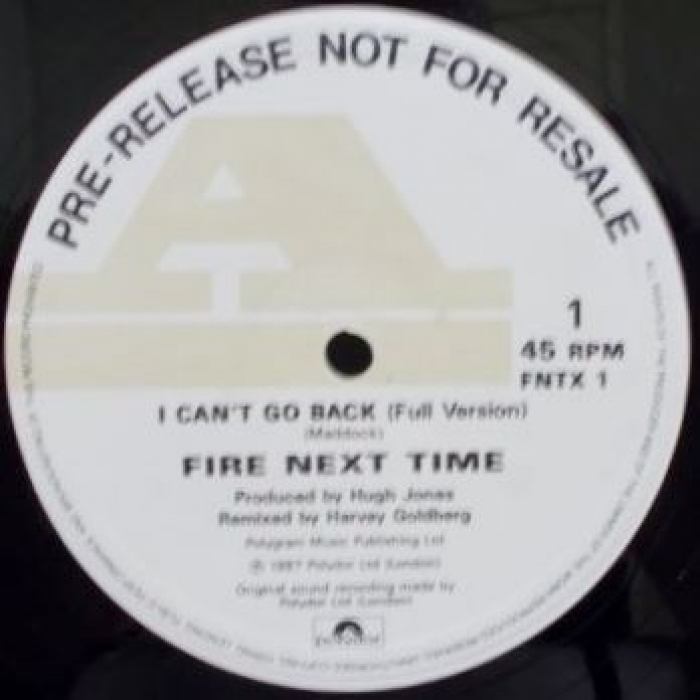 PRE-RELEASE NOT FOR RESALE
A
1
45 RPM
FNTX 1
I CAN'T GO BACK (Full Version)
(Maddock)
FIRE NEXT TIME
Produced by Hugh Jones
Remixed by Harvey Goldberg
Polygram Music Publishing Ltd
℗ 1987 Polydor Ltd (London)
Original sound recording made by
Polydor Ltd (London)
polydor